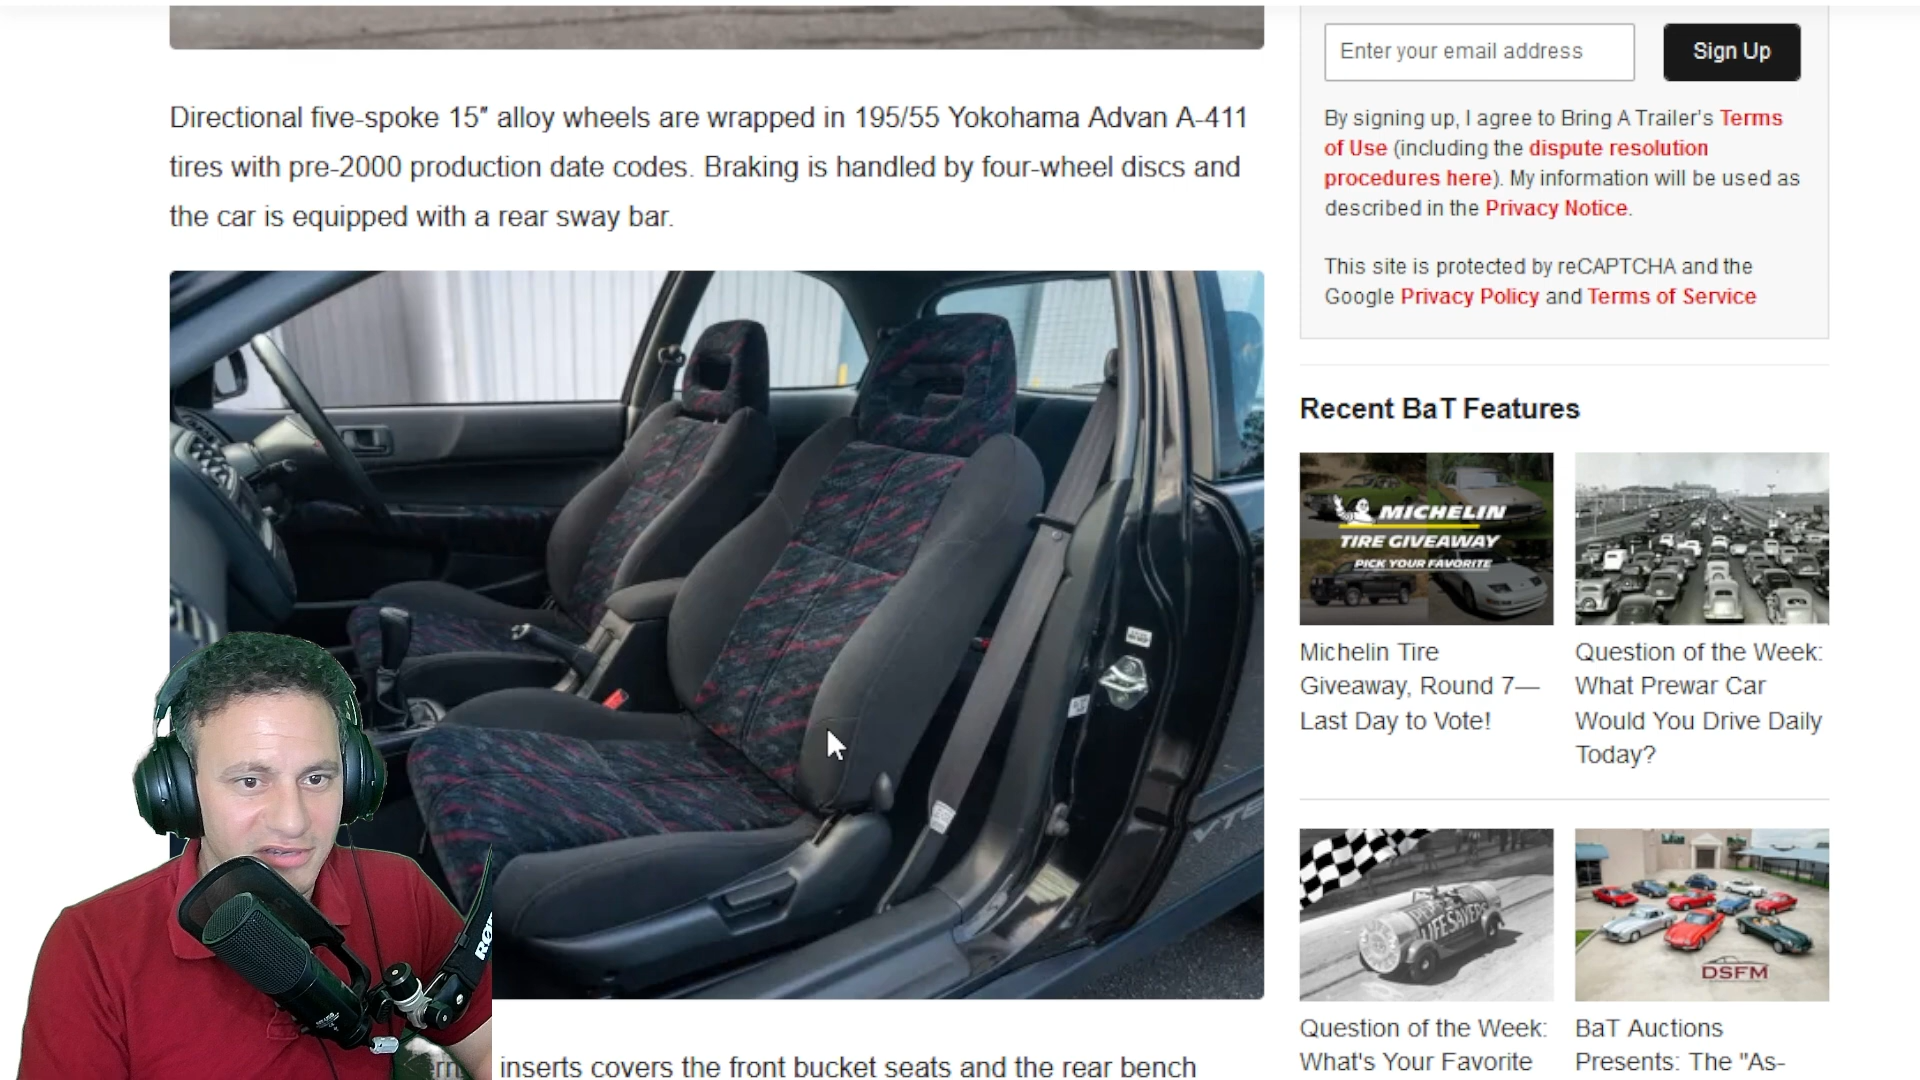 Directional five-spoke 15″ alloy wheels are wrapped in 195/55 Yokohama Advan A-411
tires with pre-2000 production date codes. Braking is handled by four-wheel discs and
the car is equipped with a rear sway bar.
inserts covers the front bucket seats and the rear bench
RØDE
VTE
Enter your email address
Sign Up
By signing up, I agree to Bring A Trailer's Terms
of Use (including the dispute resolution
procedures here). My information will be used as
described in the Privacy Notice.
This site is protected by reCAPTCHA and the
Google Privacy Policy and Terms of Service
Recent BaT Features
MICHELIN
TIRE GIVEAWAY
PICK YOUR FAVORITE
Michelin Tire
Giveaway, Round 7—
Last Day to Vote!
Question of the Week:
What Prewar Car
Would You Drive Daily
Today?
LIFE SAVERS
DSFM
Question of the Week:
What's Your Favorite
BaT Auctions
Presents: The "As-